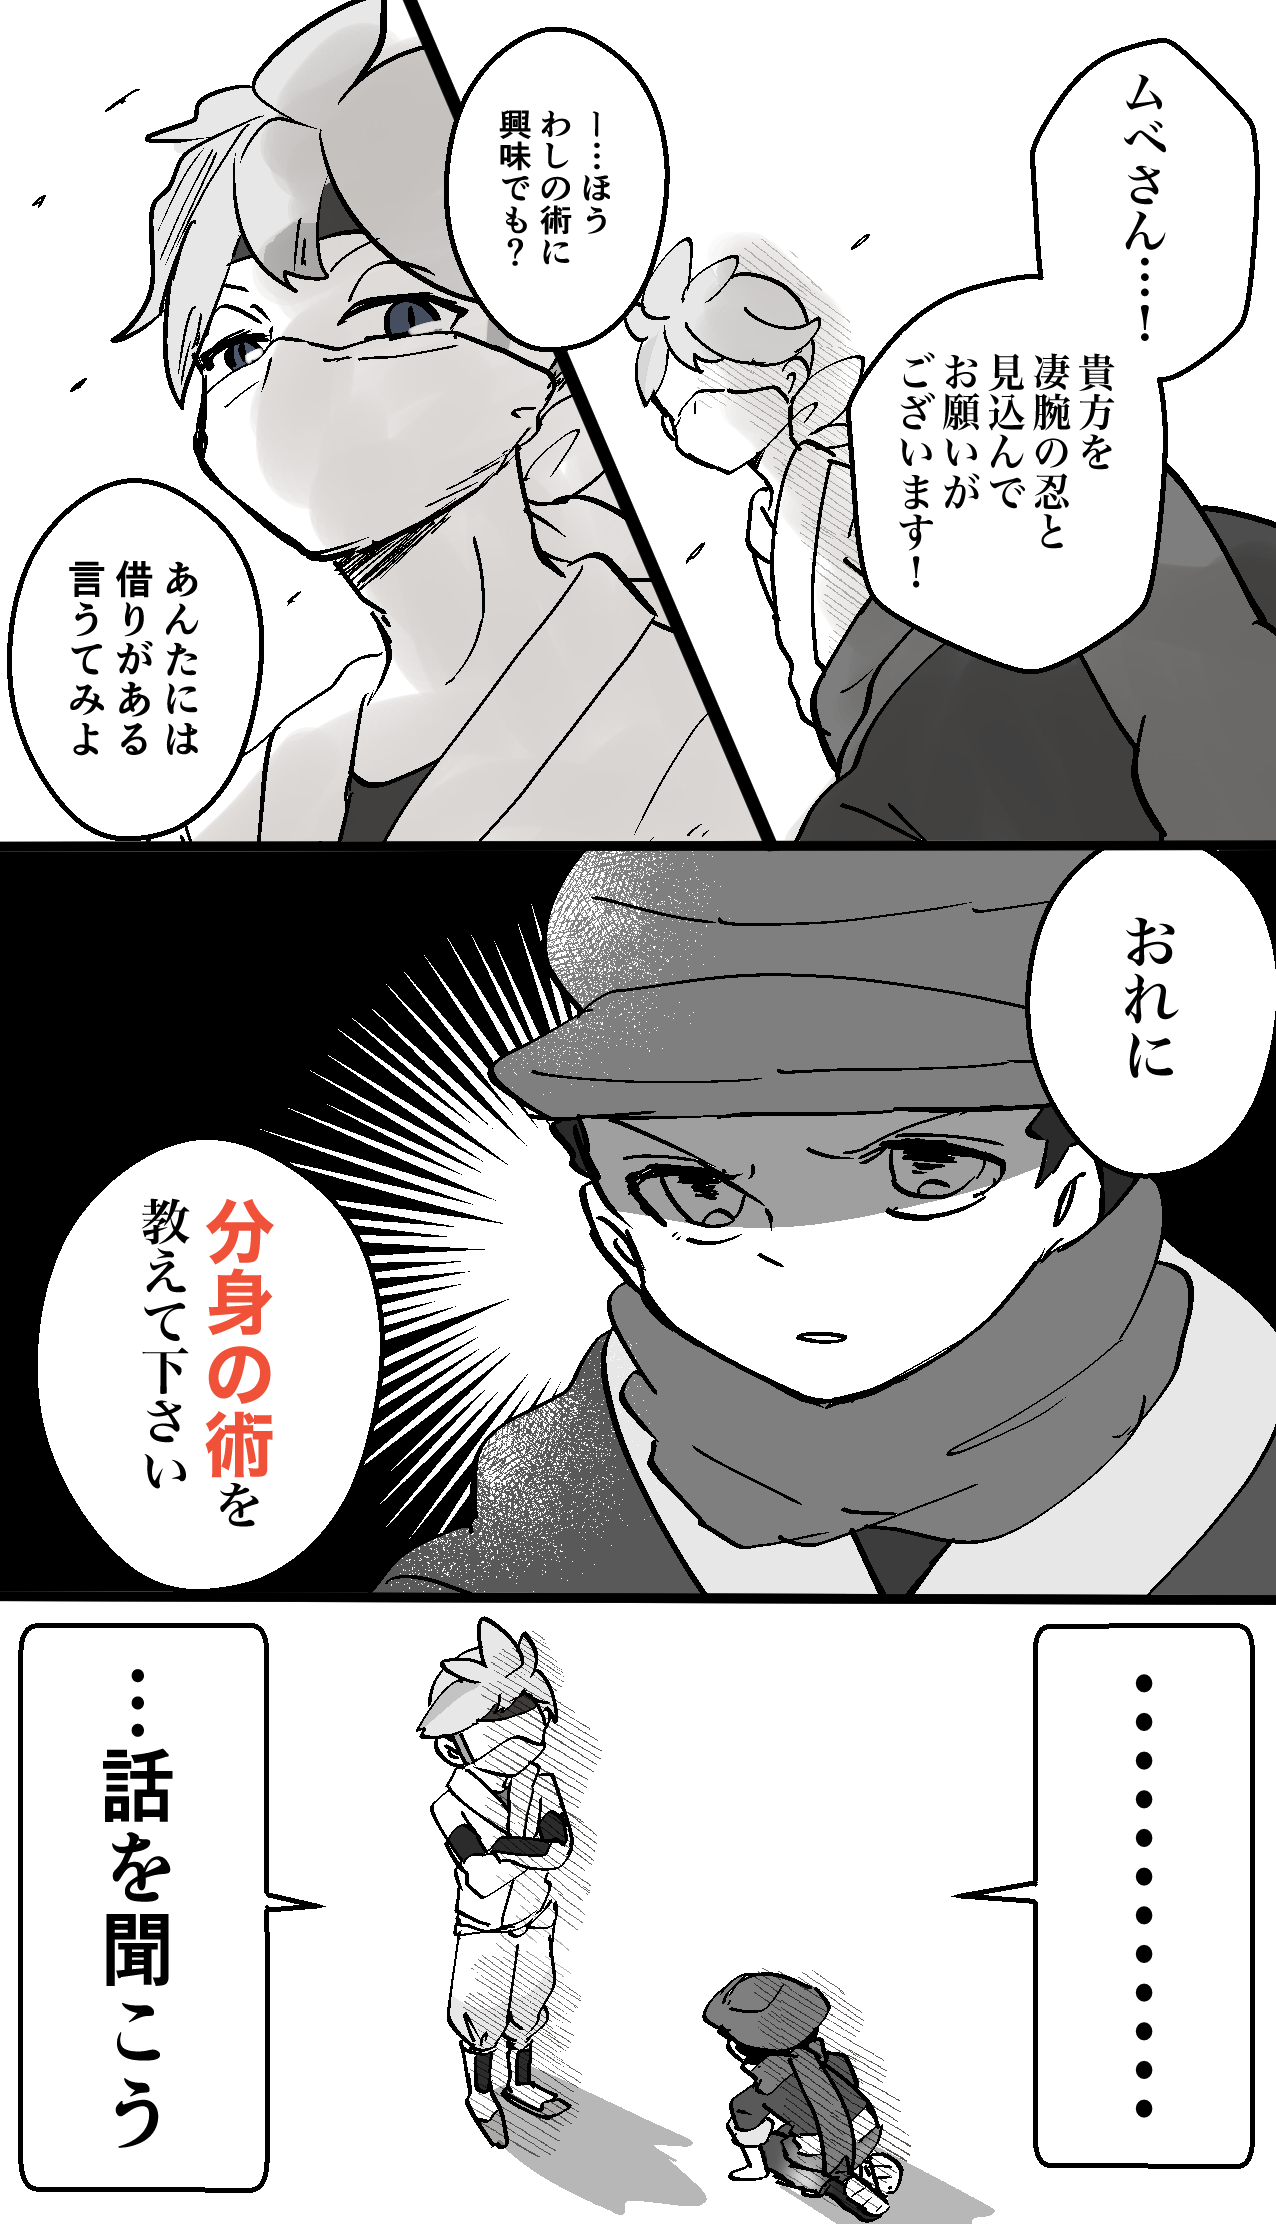 ムベさん…！
貴方を
凄腕の忍と
見込んで
お願いが
ございます！
ー…ほう
わしの術に
興味でも？
あんたには
借りがある
言うてみよ
おれに
分身の術を
教えて下さい
…………
…話を聞こう